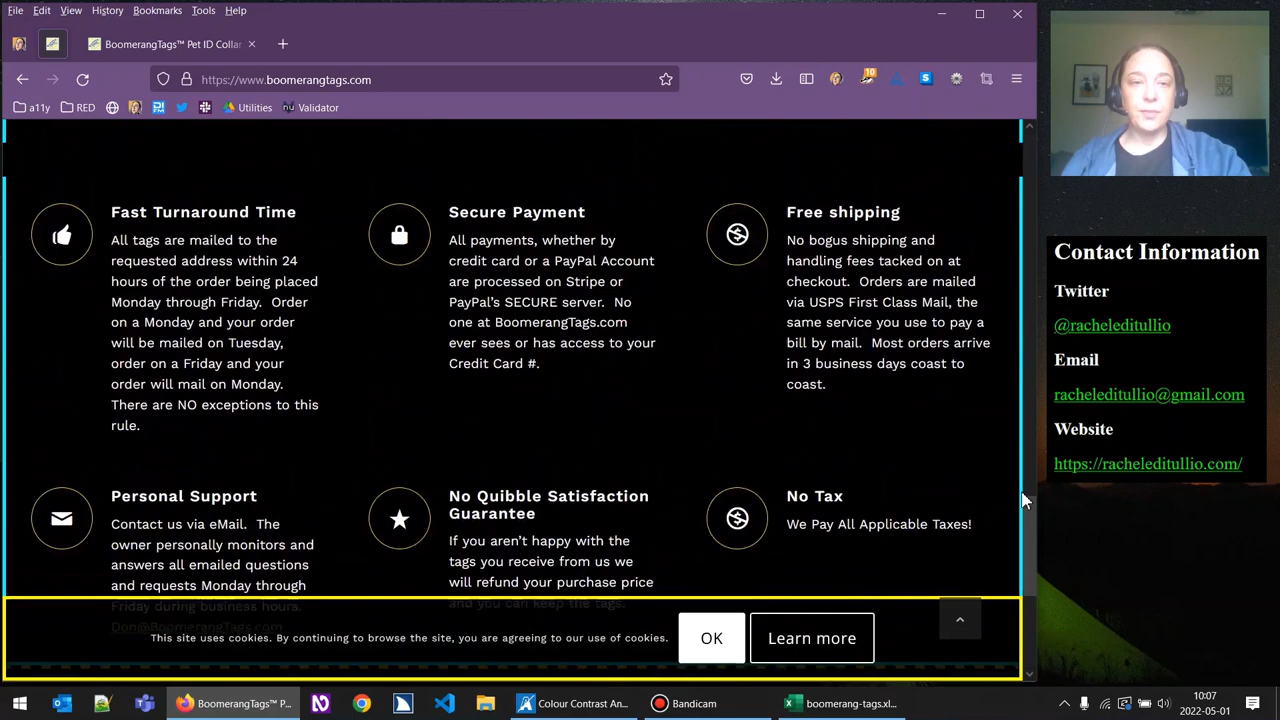 File Edit View History Bookmarks Tools Help
BoomerangTags™ Pet ID Colla
https://www.boomerangtags.com
10
S
a11y RED Utilities Validator
Fast Turnaround Time
All tags are mailed to the
requested address within 24
hours of the order being placed
Monday through Friday. Order
on a Monday and your order
will be mailed on Tuesday,
order on a Friday and your
order will mail on Monday.
There are NO exceptions to this
rule.
Secure Payment
All payments, whether by
credit card or a PayPal Account
are processed on Stripe or
PayPal's SECURE server. No
one at BoomerangTags.com
ever sees or has access to your
Credit Card #.
Free shipping
No bogus shipping and
handling fees tacked on at
checkout. Orders are mailed
via USPS First Class Mail, the
same service you use to pay a
bill by mail. Most orders arrive
in 3 business days coast to
coast.
Personal Support
Contact us via eMail. The
owner personally monitors and
answers all emailed questions
and requests Monday through
Friday during business hours.
Don@BoomerangTags.com
No Quibble Satisfaction
Guarantee
If you aren't happy with the
tags you receive from us we
will refund your purchase price
and you can keep the tags.
No Tax
We Pay All Applicable Taxes!
This site uses cookies. By continuing to browse the site, you are agreeing to our use of cookies.
OK
Learn more
Contact Information
Twitter
@racheleditullio
Email
racheleditullio@gmail.com
Website
https://racheleditullio.com/
BoomerangTags™ P...
Colour Contrast An...
Bandicam
boomerang-tags.xl...
10:07
2022-05-01